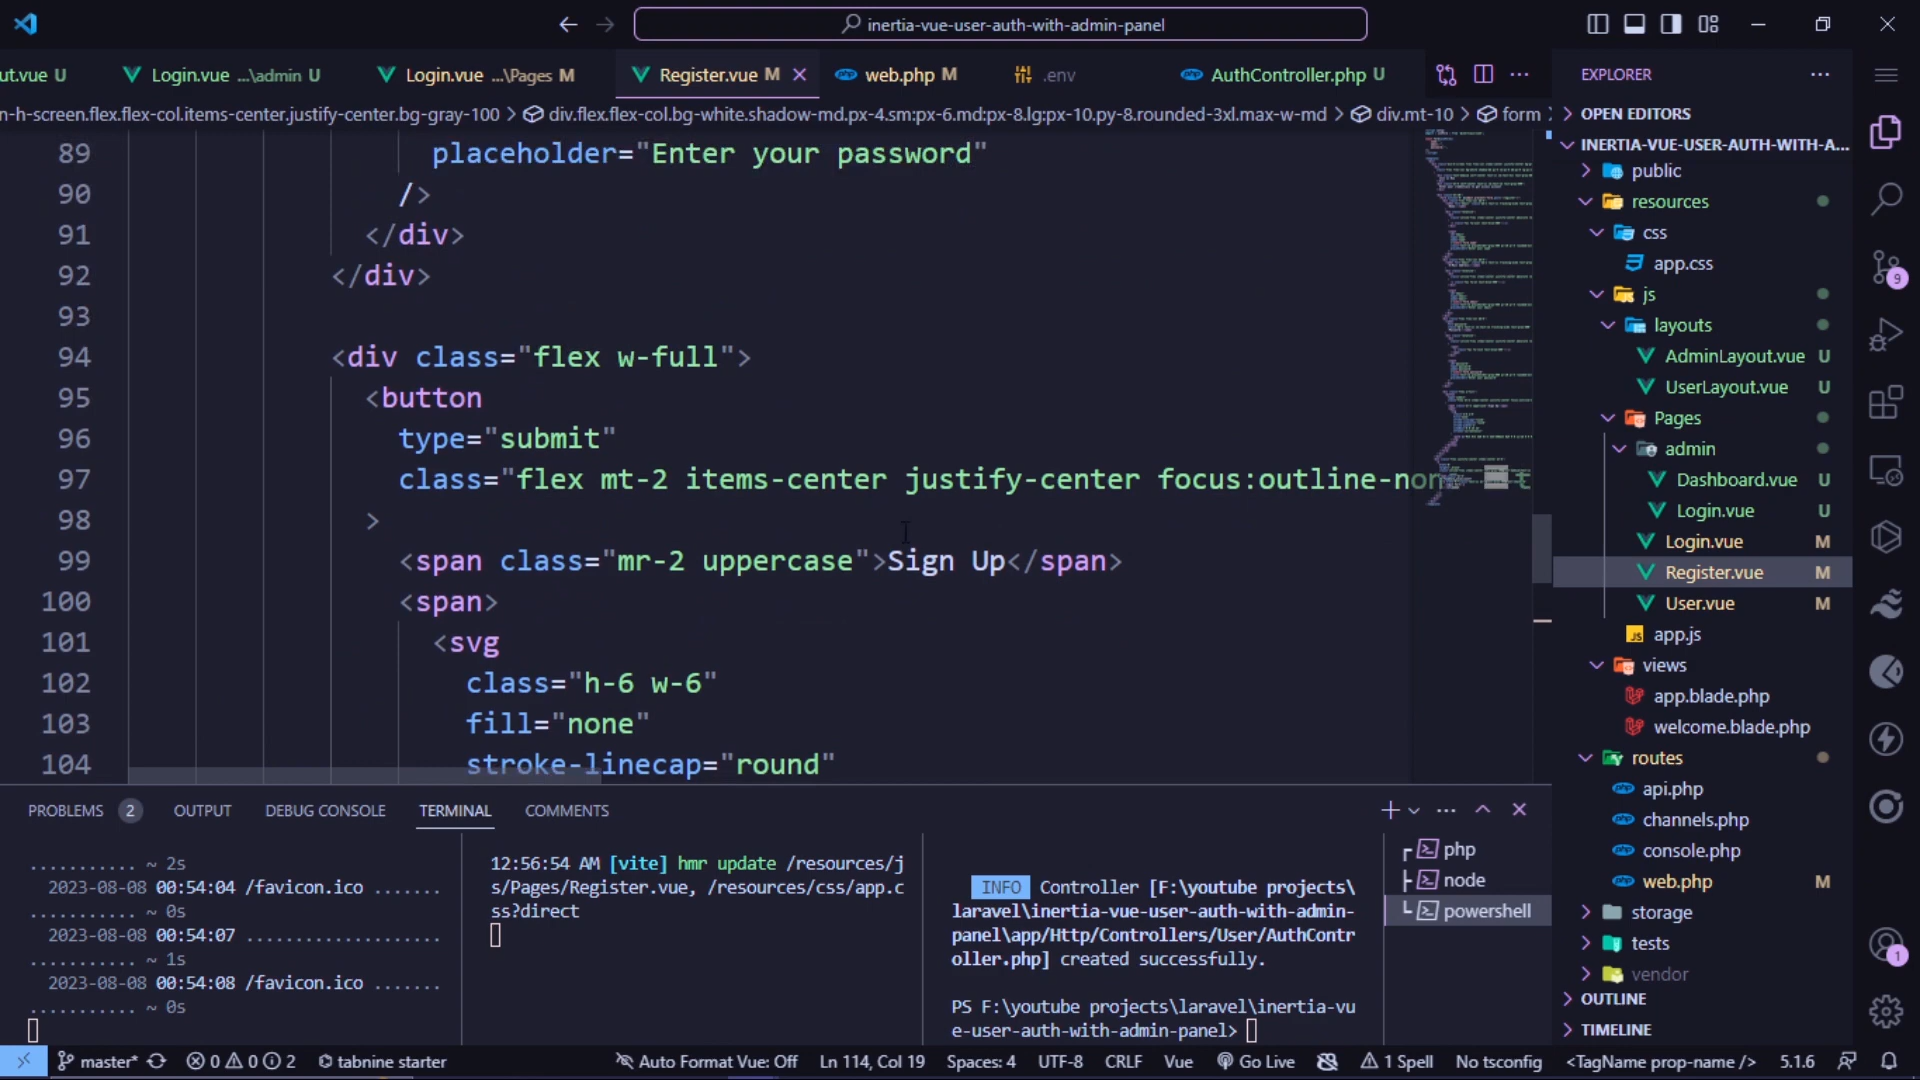 inertia-vue-user-auth-with-admin-panel
ut.vue U
Login.vue ...\admin U
Login.vue ...\Pages M
Register.vue M
web.php M
.env
AuthController.php U
n-h-screen.flex.flex-col.items-center.justify-center.bg-gray-100 > div.flex.flex-col.bg-white.shadow-md.px-4.sm:px-6.md:px-8.lg:px-10.py-8.rounded-3xl.max-w-md > div.mt-10 > form >
89 placeholder="Enter your password"
90 />
91 </div>
92 </div>
93
94 <div class="flex w-full">
95 <button
96 type="submit"
97 class="flex mt-2 items-center justify-center focus:outline-non
98 >
99 <span class="mr-2 uppercase">Sign Up</span>
100 <span>
101 <svg
102 class="h-6 w-6"
103 fill="none"
104 stroke-linecap="round"
EXPLORER
OPEN EDITORS
INERTIA-VUE-USER-AUTH-WITH-A...
public
resources
css
app.css
js
layouts
AdminLayout.vue U
UserLayout.vue U
Pages
admin
Dashboard.vue U
Login.vue U
Login.vue M
Register.vue M
User.vue M
app.js
views
app.blade.php
welcome.blade.php
routes
api.php
channels.php
console.php
web.php M
storage
tests
vendor
OUTLINE
TIMELINE
9
1
PROBLEMS 2
OUTPUT
DEBUG CONSOLE
TERMINAL
COMMENTS
........... ~ 2s
2023-08-08 00:54:04 /favicon.ico .......
........... ~ 0s
2023-08-08 00:54:07 ....................
........... ~ 1s
2023-08-08 00:54:08 /favicon.ico .......
........... ~ 0s
12:56:54 AM [vite] hmr update /resources/j
s/Pages/Register.vue, /resources/css/app.c
ss?direct
INFO Controller [F:\youtube projects\
laravel\inertia-vue-user-auth-with-admin-
panel\app/Http/Controllers/User/AuthContr
oller.php] created successfully.
PS F:\youtube projects\laravel\inertia-vu
e-user-auth-with-admin-panel>
php
node
powershell
master*
0 0 2
tabnine starter
Auto Format Vue: Off
Ln 114, Col 19
Spaces: 4
UTF-8
CRLF
Vue
Go Live
1 Spell
No tsconfig
<TagName prop-name />
5.1.6